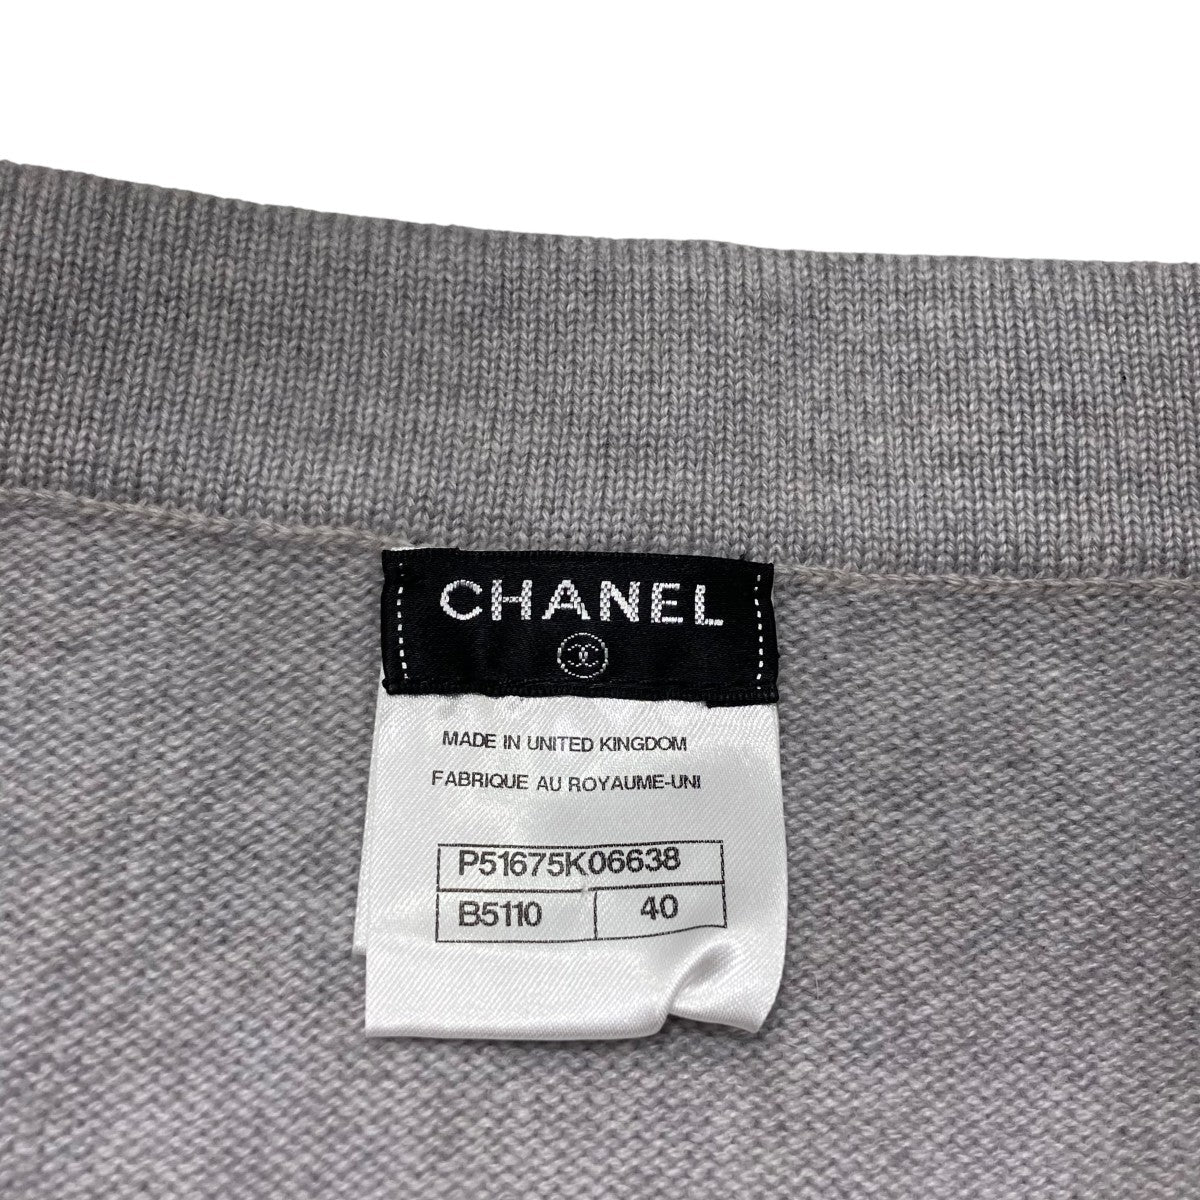 CHANEL
MADE IN UNITED KINGDOM
FABRIQUE AU ROYAUME-UNI
P51675K06638
B5110 40